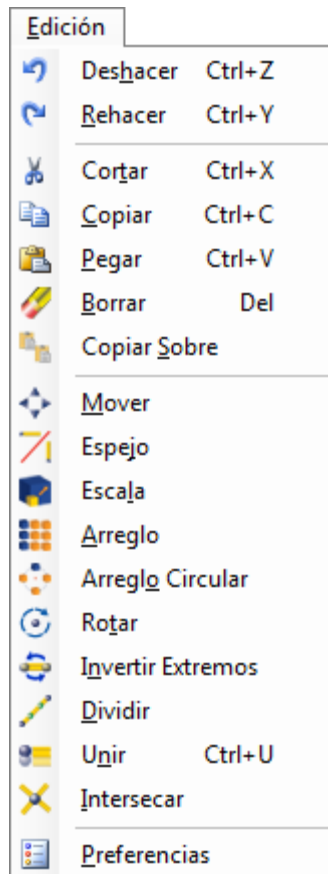 Edición
Deshacer Ctrl+Z
Rehacer Ctrl+Y
Cortar Ctrl+X
Copiar Ctrl+C
Pegar Ctrl+V
Borrar Del
Copiar Sobre
Mover
Espejo
Escala
Arreglo
Arreglo Circular
Rotar
Invertir Extremos
Dividir
Unir Ctrl+U
Intersecar
Preferencias